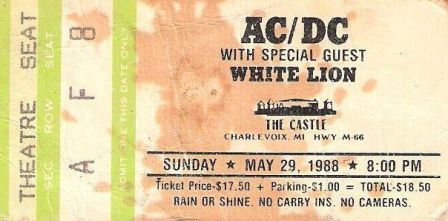 THEATRE SEAT
SEC ROW SEAT
A F 8
ADMIT ONE THIS DATE ONLY
AC/DC
WITH SPECIAL GUEST
WHITE LION
THE CASTLE
CHARLEVOIX, MI HWY M-66
SUNDAY ★ MAY 29, 1988 ★ 8:00 PM
Ticket Price-$17.50 + Parking-$1.00 = TOTAL-$18.50
RAIN OR SHINE. NO CARRY INS. NO CAMERAS.